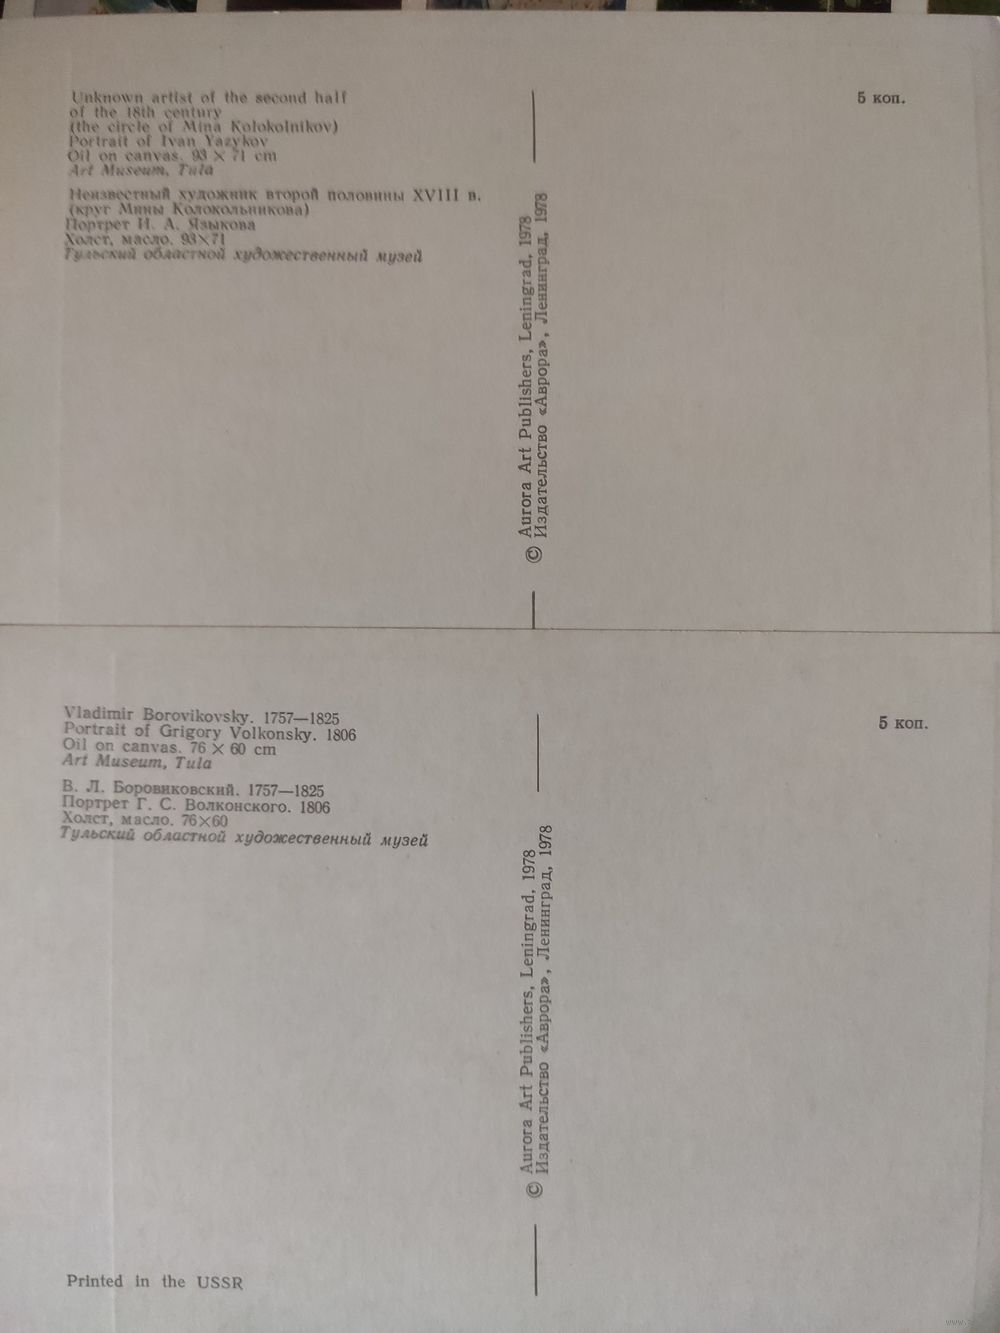 Unknown artist of the second half
of the 18th century
(the circle of Mina Kolokolnikov)
Portrait of Ivan Yazykov
Oil on canvas. 93 × 71 cm
Art Museum, Tula
Неизвестный художник второй половины XVIII в.
(круг Мины Колокольникова)
Портрет И. А. Языкова
Холст, масло. 93×71
Тульский областной художественный музей
© Aurora Art Publishers, Leningrad, 1978
Издательство «Аврора», Ленинград, 1978
5 коп.
Vladimir Borovikovsky. 1757—1825
Portrait of Grigory Volkonsky. 1806
Oil on canvas. 76 × 60 cm
Art Museum, Tula
В. Л. Боровиковский. 1757—1825
Портрет Г. С. Волконского. 1806
Холст, масло. 76×60
Тульский областной художественный музей
Printed in the USSR
© Aurora Art Publishers, Leningrad, 1978
Издательство «Аврора», Ленинград, 1978
5 коп.